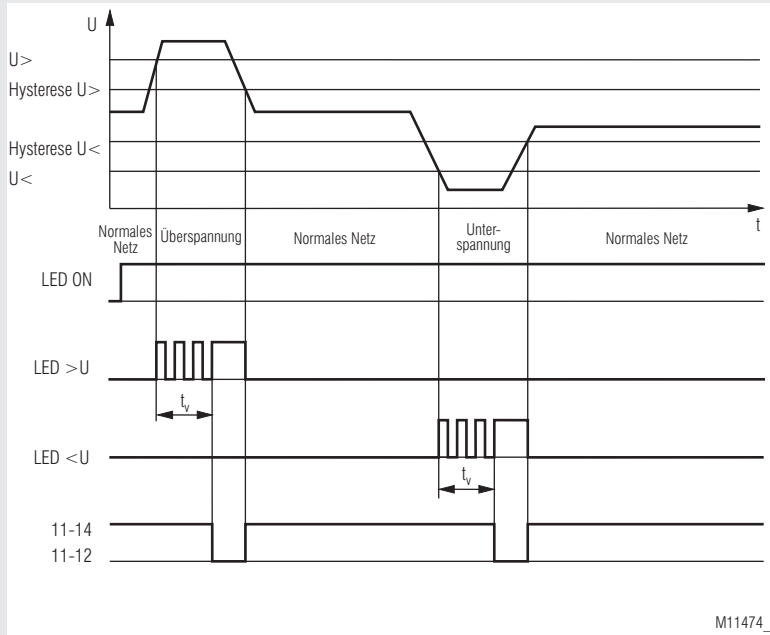 U
U>
Hysterese U>
Hysterese U<
U<
t
Normales
Netz
Überspannung
Normales Netz
Unter-
spannung
Normales Netz
LED ON
LED >U
tv
LED <U
tv
11-14
11-12
M11474_